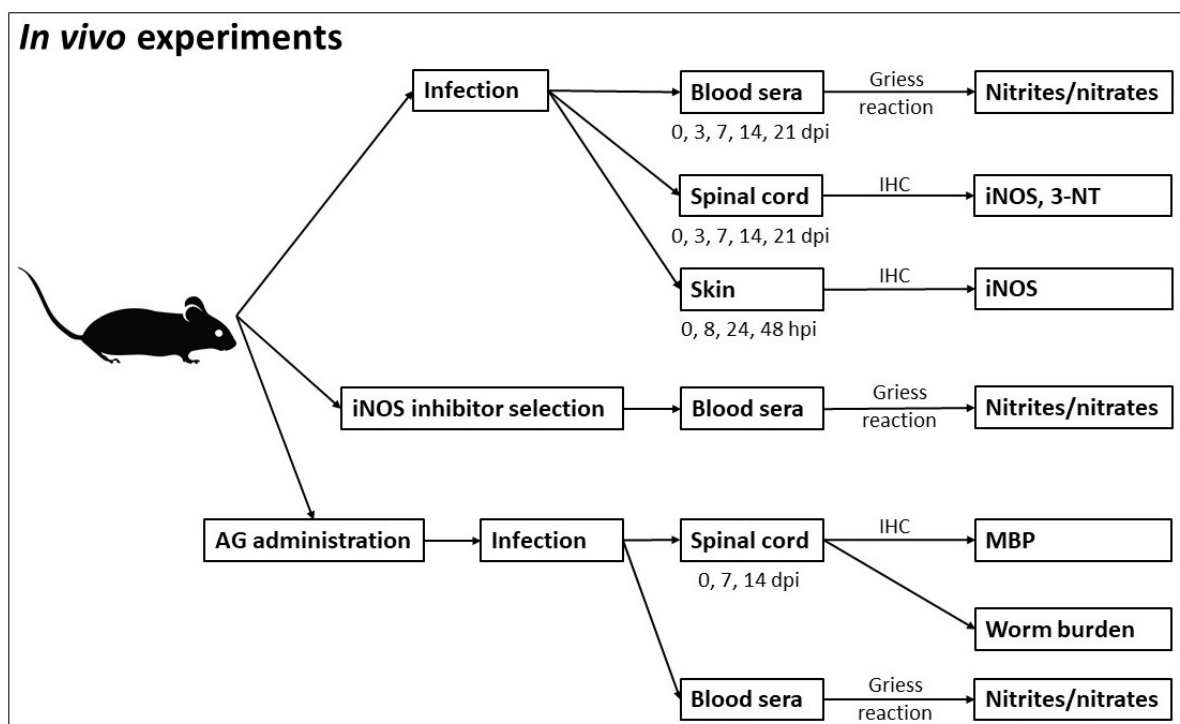 In vivo experiments
Infection
Blood sera
0, 3, 7, 14, 21 dpi
Griess
reaction
Nitrites/nitrates
Spinal cord
0, 3, 7, 14, 21 dpi
IHC
iNOS, 3-NT
Skin
0, 8, 24, 48 hpi
IHC
iNOS
iNOS inhibitor selection
Blood sera
Griess
reaction
Nitrites/nitrates
AG administration
Infection
Spinal cord
0, 7, 14 dpi
IHC
MBP
Worm burden
Blood sera
Griess
reaction
Nitrites/nitrates